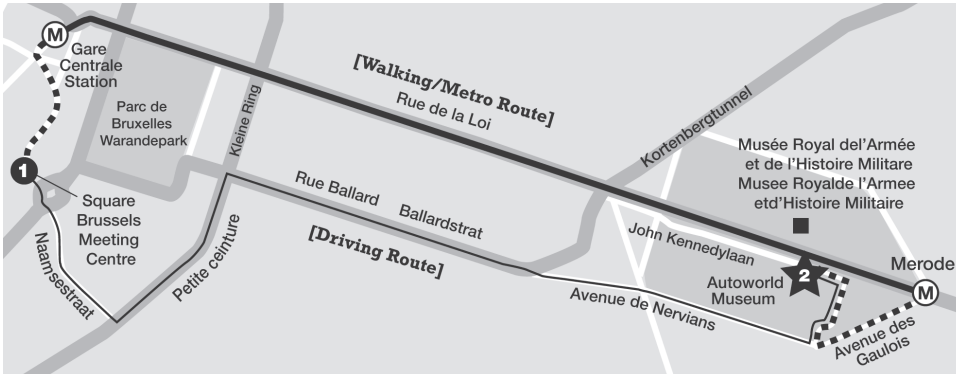 M
Gare
Centrale
Station
Parc de
Bruxelles
Warandepark
Kleine Ring
[Walking/Metro Route]
Rue de la Loi
Kortenbergtunnel
Musée Royal del'Armée
et de l'Histoire Militare
Musee Royalde l'Armee
etd'Histoire Militaire
1
Square
Brussels
Meeting
Centre
Naamsestraat
Petite ceinture
Rue Ballard
Ballardstrat
[Driving Route]
John Kennedylaan
Autoworld
Museum
2
Merode
M
Avenue de Nervians
Avenue des
Gaulois